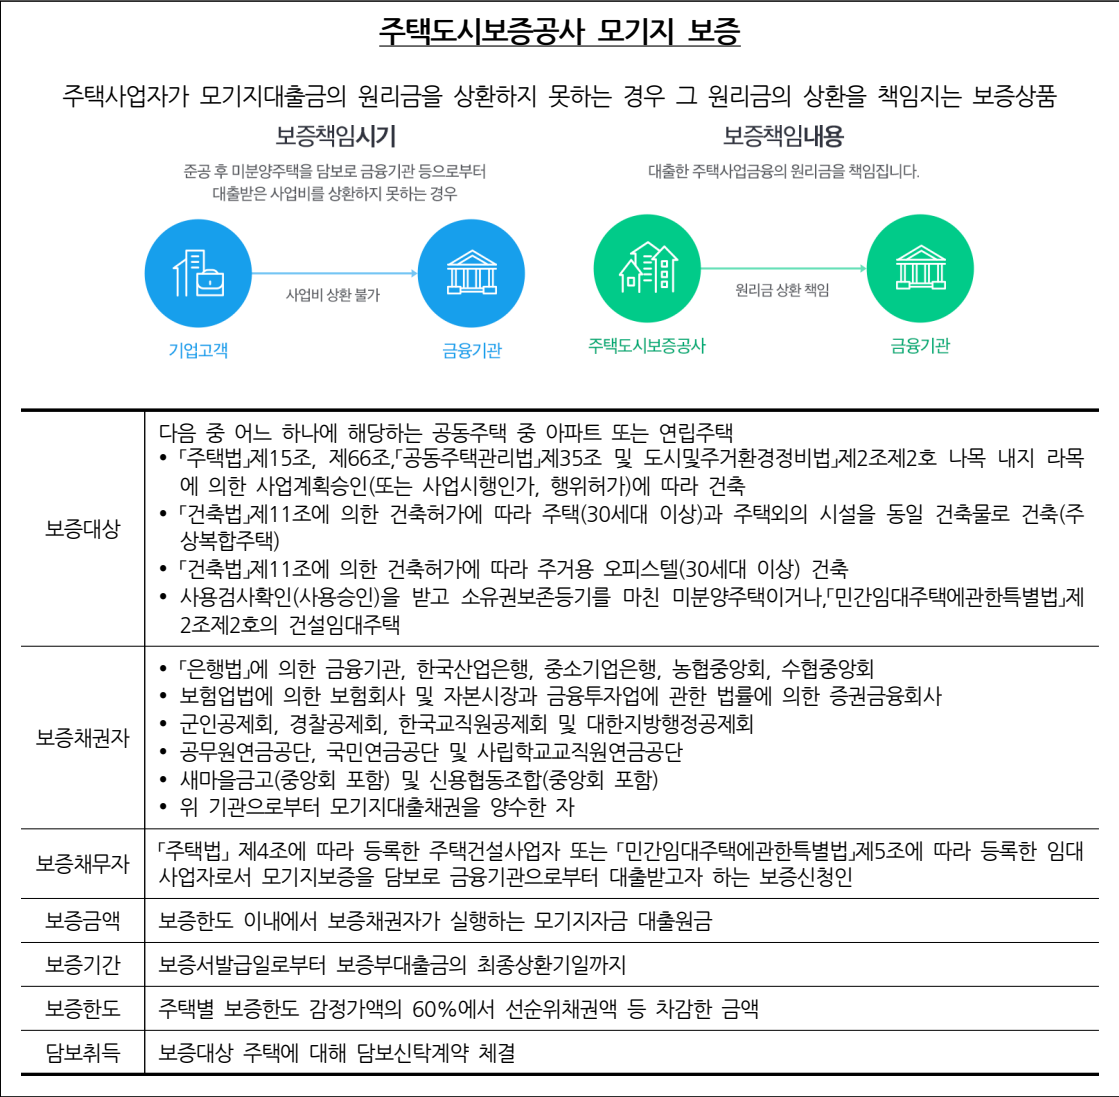 주택도시보증공사 모기지 보증
주택사업자가 모기지대출금의 원리금을 상환하지 못하는 경우 그 원리금의 상환을 책임지는 보증상품
보증책임시기
준공 후 미분양주택을 담보로 금융기관 등으로부터
대출받은 사업비를 상환하지 못하는 경우
사업비 상환 불가
기업고객
금융기관
보증책임내용
대출한 주택사업금융의 원리금을 책임집니다.
원리금 상환 책임
주택도시보증공사
금융기관
보증대상
다음 중 어느 하나에 해당하는 공동주택 중 아파트 또는 연립주택
• 「주택법」제15조, 제66조,「공동주택관리법」제35조 및 도시및주거환경정비법」제2조제2호 나목 내지 라목
에 의한 사업계획승인(또는 사업시행인가, 행위허가)에 따라 건축
• 「건축법」제11조에 의한 건축허가에 따라 주택(30세대 이상)과 주택외의 시설을 동일 건축물로 건축(주
상복합주택)
• 「건축법」제11조에 의한 건축허가에 따라 주거용 오피스텔(30세대 이상) 건축
• 사용검사확인(사용승인)을 받고 소유권보존등기를 마친 미분양주택이거나,「민간임대주택에관한특별법」제
2조제2호의 건설임대주택
보증채권자
• 「은행법」에 의한 금융기관, 한국산업은행, 중소기업은행, 농협중앙회, 수협중앙회
• 보험업법에 의한 보험회사 및 자본시장과 금융투자업에 관한 법률에 의한 증권금융회사
• 군인공제회, 경찰공제회, 한국교직원공제회 및 대한지방행정공제회
• 공무원연금공단, 국민연금공단 및 사립학교교직원연금공단
• 새마을금고(중앙회 포함) 및 신용협동조합(중앙회 포함)
• 위 기관으로부터 모기지대출채권을 양수한 자
보증채무자
「주택법」 제4조에 따라 등록한 주택건설사업자 또는 「민간임대주택에관한특별법」제5조에 따라 등록한 임대
사업자로서 모기지보증을 담보로 금융기관으로부터 대출받고자 하는 보증신청인
보증금액
보증한도 이내에서 보증채권자가 실행하는 모기지자금 대출원금
보증기간
보증서발급일로부터 보증부대출금의 최종상환기일까지
보증한도
주택별 보증한도 감정가액의 60%에서 선순위채권액 등 차감한 금액
담보취득
보증대상 주택에 대해 담보신탁계약 체결